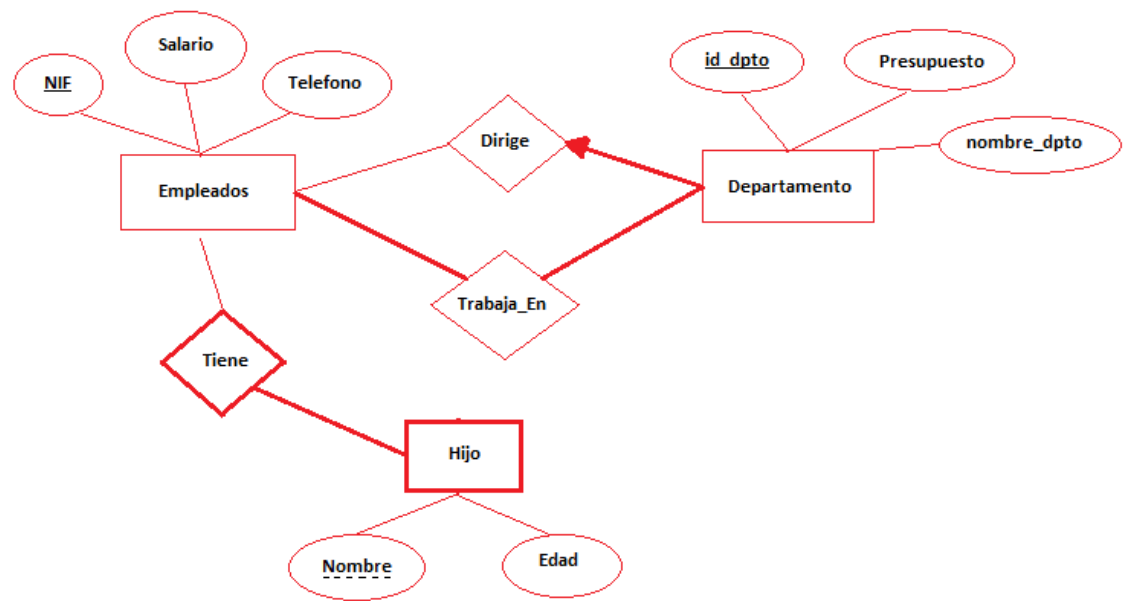 Salario
NIF
Telefono
id_dpto
Presupuesto
nombre_dpto
Dirige
Empleados
Departamento
Trabaja_En
Tiene
Hijo
Nombre
Edad